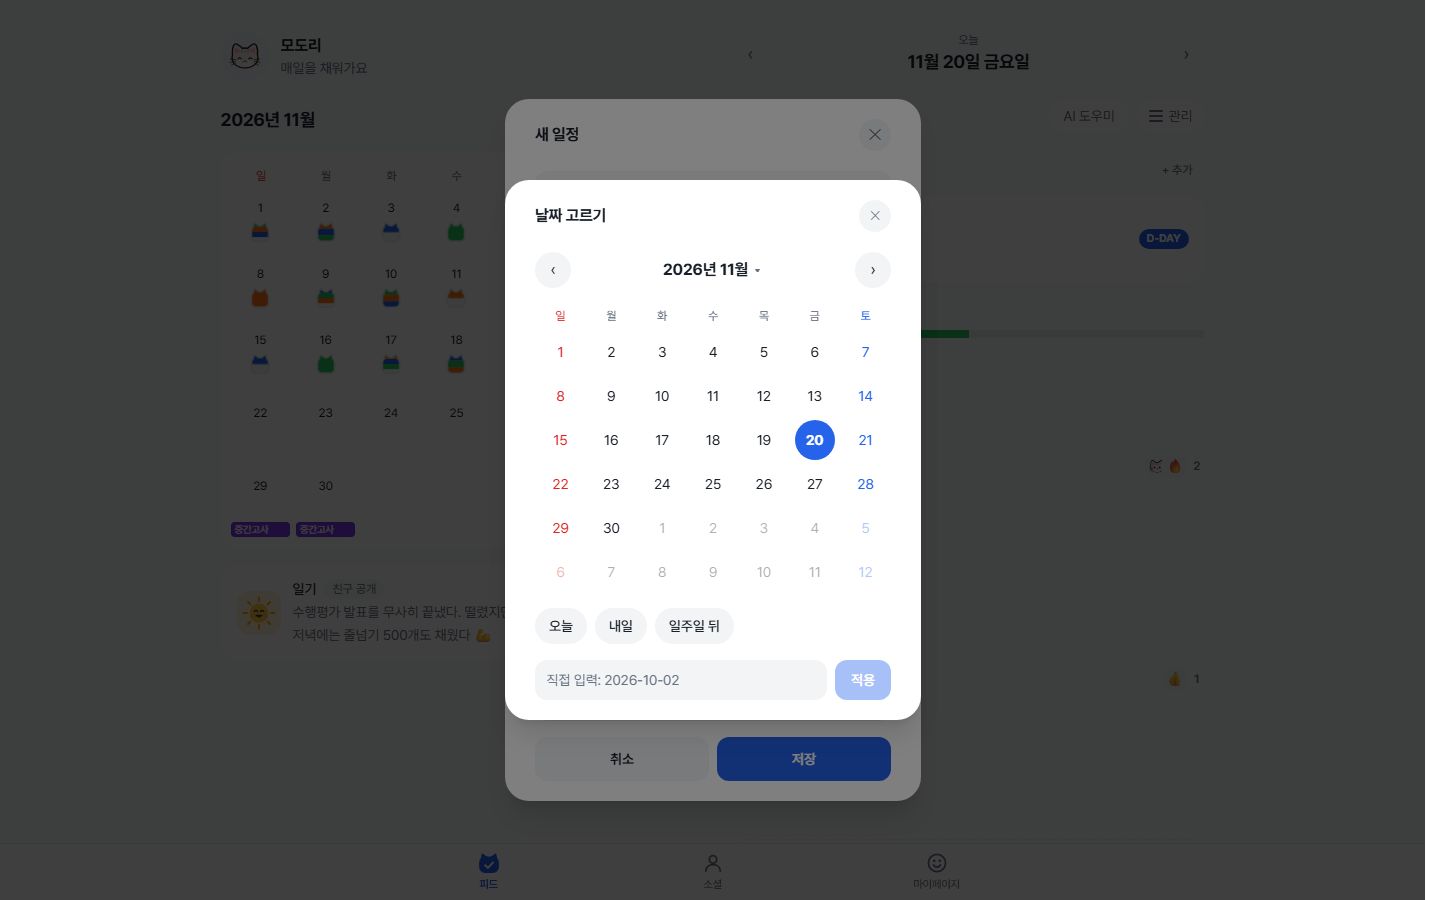 모도리
매일을 채워가요
오늘
11월 20일 금요일
2026년 11월
AI 도우미
관리
+ 추가
일 월 화 수
1 2 3 4
8 9 10 11
15 16 17 18
22 23 24 25
29 30
중간고사 중간고사
D-DAY
2
1
일기 친구 공개
수행평가 발표를 무사히 끝냈다. 떨렸지만
저녁에는 줄넘기 500개도 채웠다 💪
새 일정
날짜 고르기
2026년 11월
일 월 화 수 목 금 토
1 2 3 4 5 6 7
8 9 10 11 12 13 14
15 16 17 18 19 20 21
22 23 24 25 26 27 28
29 30 1 2 3 4 5
6 7 8 9 10 11 12
오늘 내일 일주일 뒤
직접 입력: 2026-10-02
적용
취소
저장
피드
소셜
마이페이지